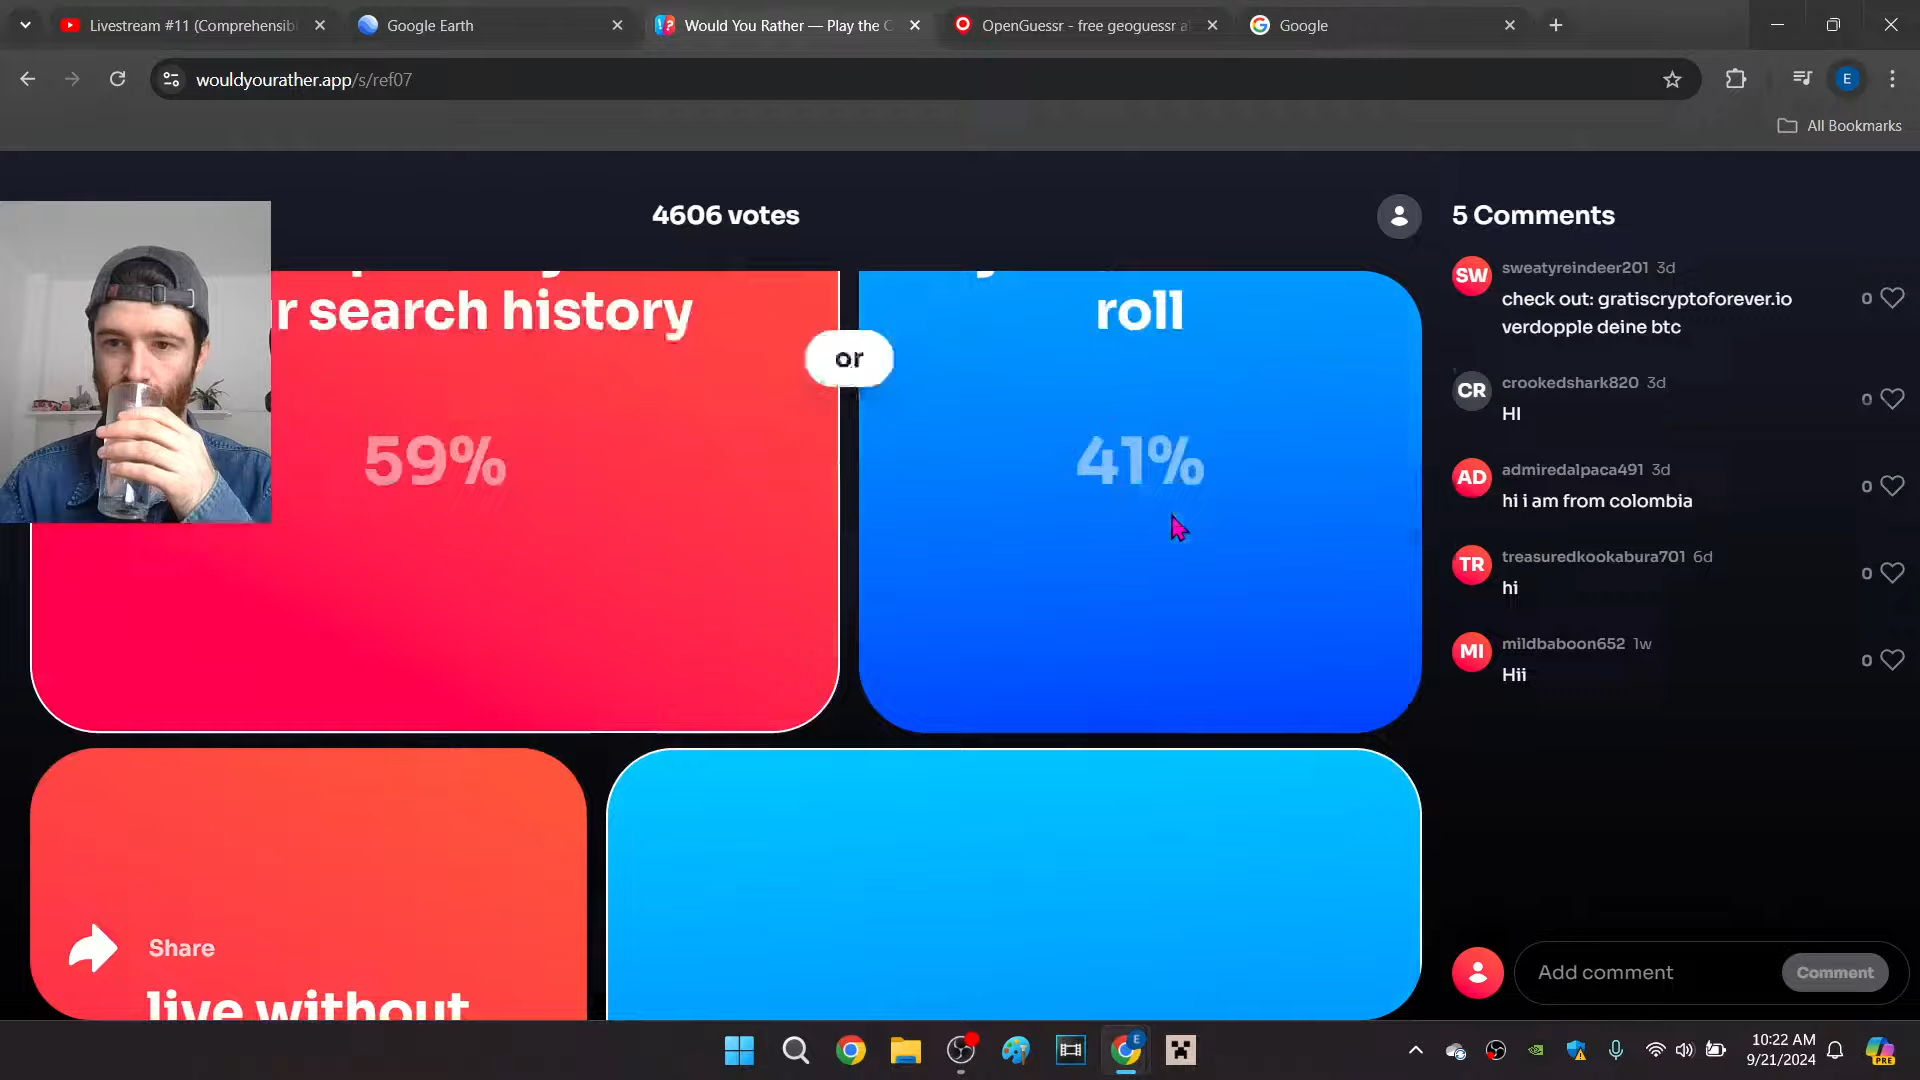 Livestream #11 (Comprehensib
Google Earth
Would You Rather — Play the C
OpenGuessr - free geoguessr a
Google
wouldyourather.app/s/ref07
E
All Bookmarks
4606 votes
r search history
59%
or
roll
41%
Share
live without
5 Comments
SW
sweatyreindeer201 3d
check out: gratiscryptoforever.io
verdopple deine btc
0
CR
crookedshark820 3d
HI
0
AD
admiredalpaca491 3d
hi i am from colombia
0
TR
treasuredkookabura701 6d
hi
0
MI
mildbaboon652 1w
Hii
0
Add comment
Comment
E
10:22 AM
9/21/2024
PRE